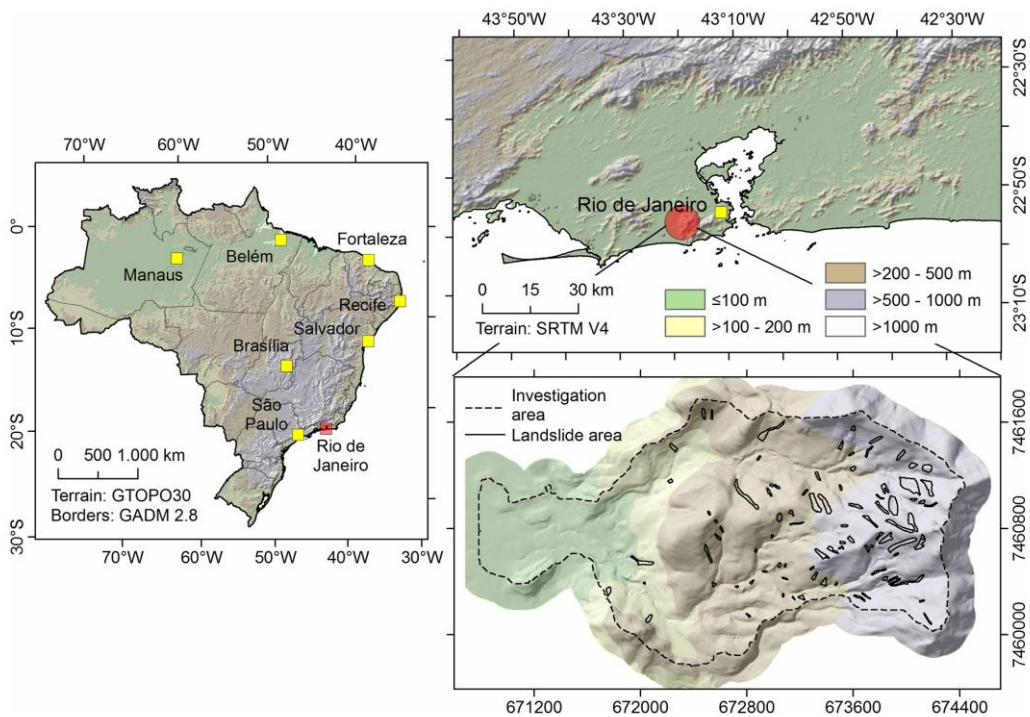 70°W 60°W 50°W 40°W
0°
10°S
20°S
30°S
Fortaleza
Belém
Manaus
Recife
Salvador
Brasília
São
Paulo
Rio de
Janeiro
0 500 1.000 km
Terrain: GTOPO30
Borders: GADM 2.8
70°W 60°W 50°W 40°W 30°W
43°50'W 43°30'W 43°10'W 42°50'W 42°30'W
22°30'S
22°50'S
23°10'S
Rio de Janeiro
0 15 30 km
Terrain: SRTM V4
≤100 m
>100 - 200 m
>200 - 500 m
>500 - 1000 m
>1000 m
Investigation
area
Landslide area
7461600
7460800
7460000
671200 672000 672800 673600 674400